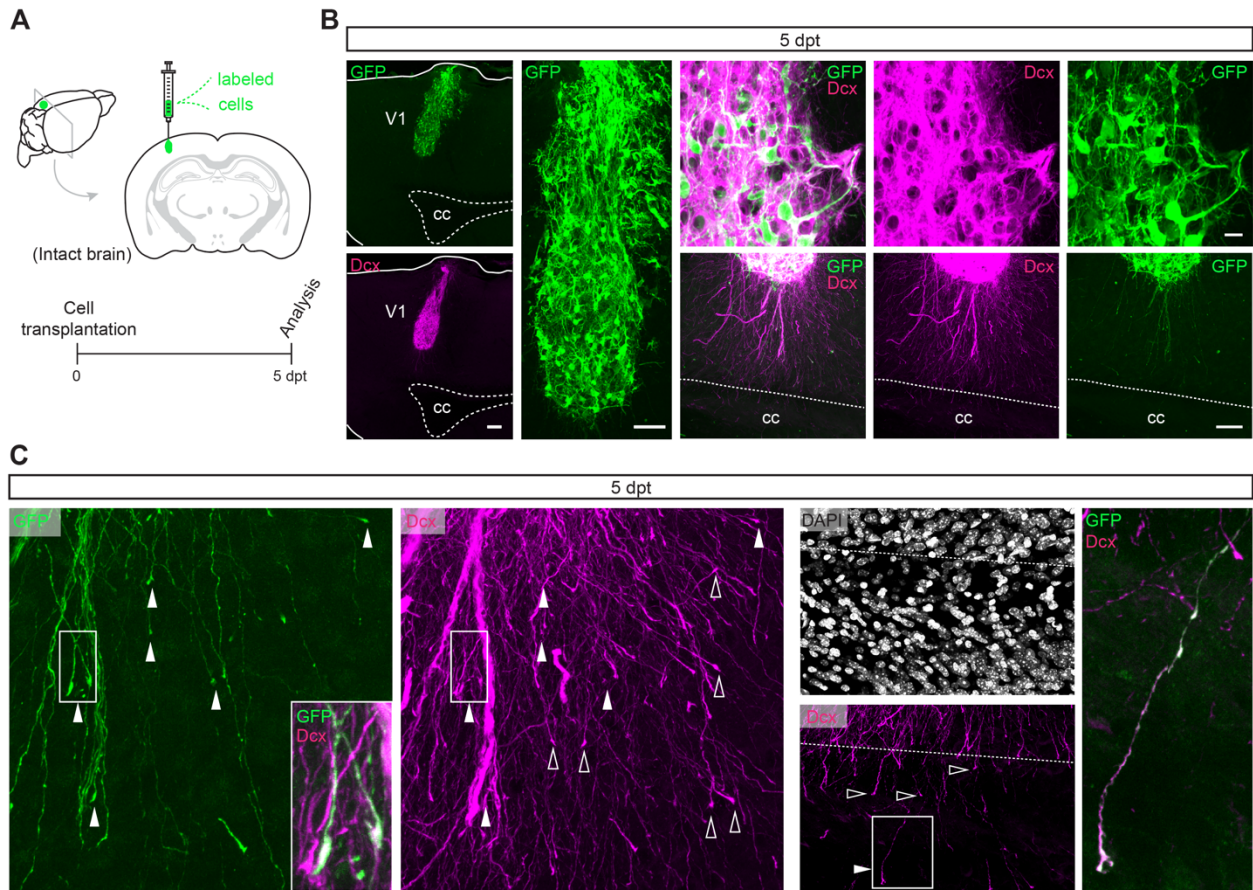 A
labeled
cells
(Intact brain)
Cell
transplantation
Analysis
0
5 dpt
B
5 dpt
GFP
V1
cc
GFP
GFP
Dcx
Dcx
GFP
Dcx
V1
cc
GFP
Dcx
cc
Dcx
cc
GFP
cc
C
5 dpt
GFP
GFP
Dcx
Dcx
DAPI
Dcx
GFP
Dcx